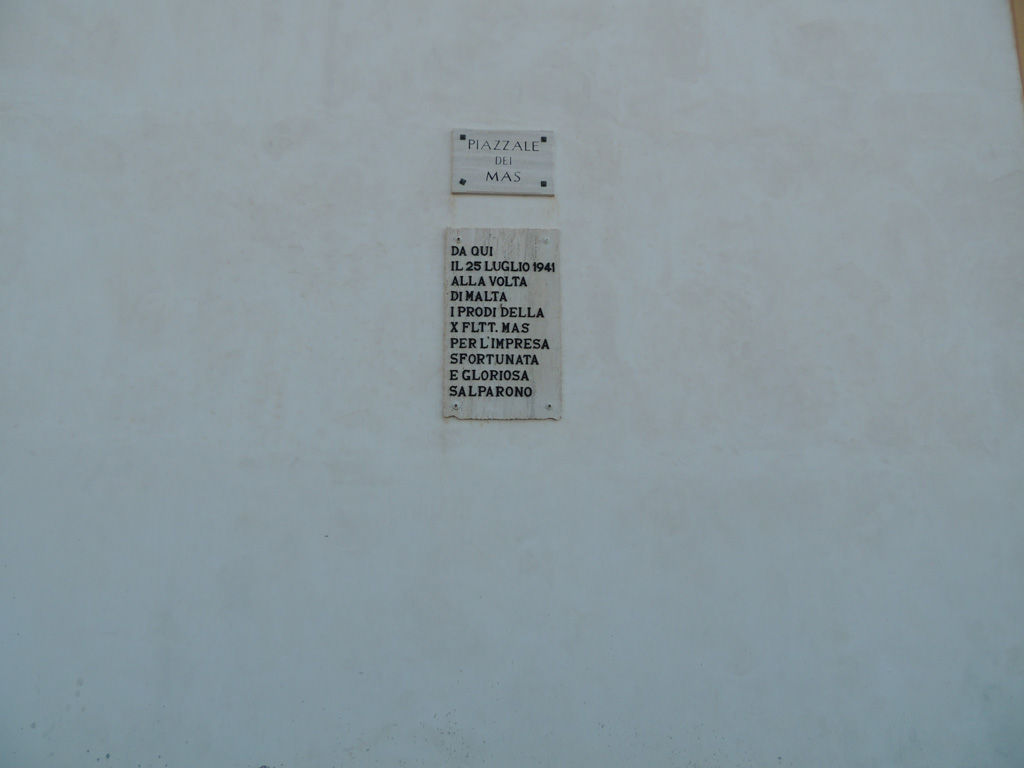 PIAZZALE
DEI
MAS
DA QUI
IL 25 LUGLIO 1941
ALLA VOLTA
DI MALTA
I PRODI DELLA
X FLTT. MAS
PER L'IMPRESA
SFORTUNATA
E GLORIOSA
SALPARONO